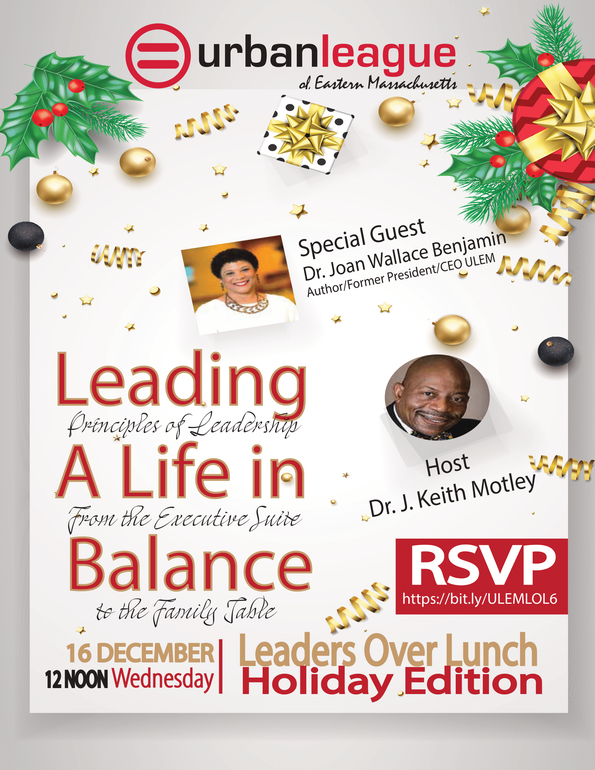 urbanleague
of Eastern Massachusetts
Special Guest
Dr. Joan Wallace Benjamin
Author/Former President/CEO ULEM
Leading
Principles of Leadership
A Life in
From the Executive Suite
Balance
to the Family Table
Host
Dr. J. Keith Motley
RSVP
https://bit.ly/ULEMLOL6
16 DECEMBER
12 NOON Wednesday
Leaders Over Lunch
Holiday Edition